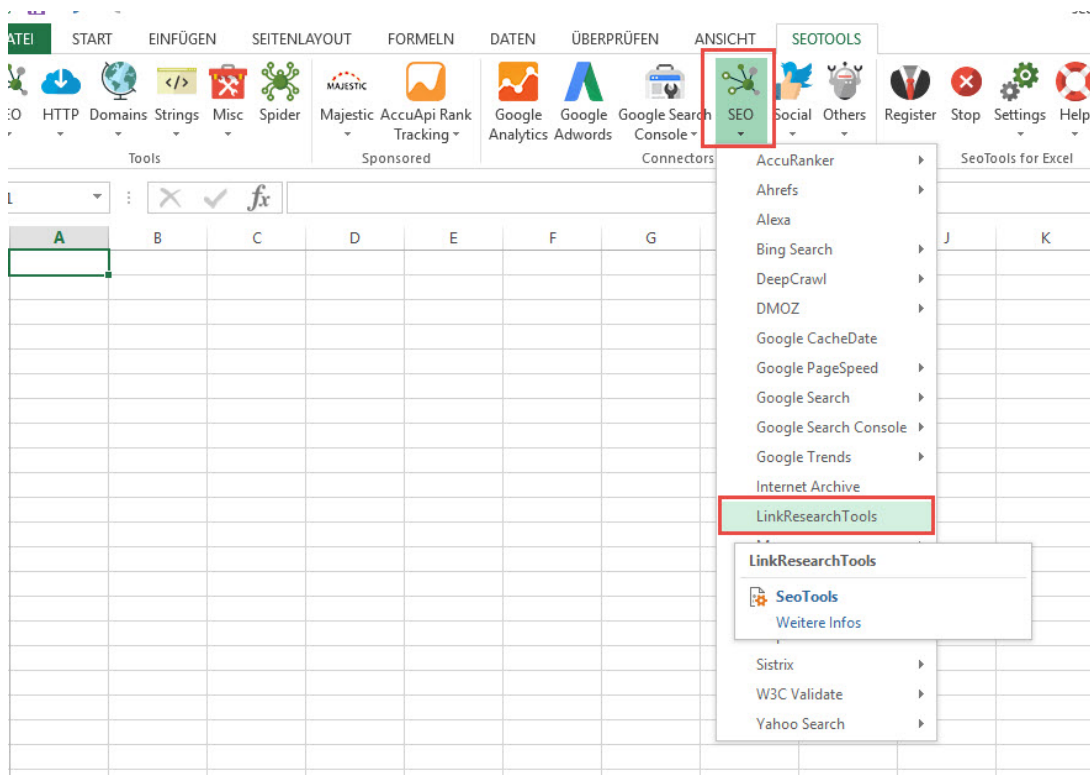 ATEI START EINFÜGEN SEITENLAYOUT FORMELN DATEN ÜBERPRÜFEN ANSICHT SEOTOOLS
EO HTTP Domains Strings Misc Spider Majestic AccuApi Rank Tracking Google Analytics Google Adwords Google Search Console SEO Social Others Register Stop Settings Help
MAJESTIC
Tools Sponsored Connectors SeoTools for Excel
fx
A B C D E F G J K
AccuRanker
Ahrefs
Alexa
Bing Search
DeepCrawl
DMOZ
Google CacheDate
Google PageSpeed
Google Search
Google Search Console
Google Trends
Internet Archive
LinkResearchTools
LinkResearchTools
SeoTools
Weitere Infos
Sistrix
W3C Validate
Yahoo Search